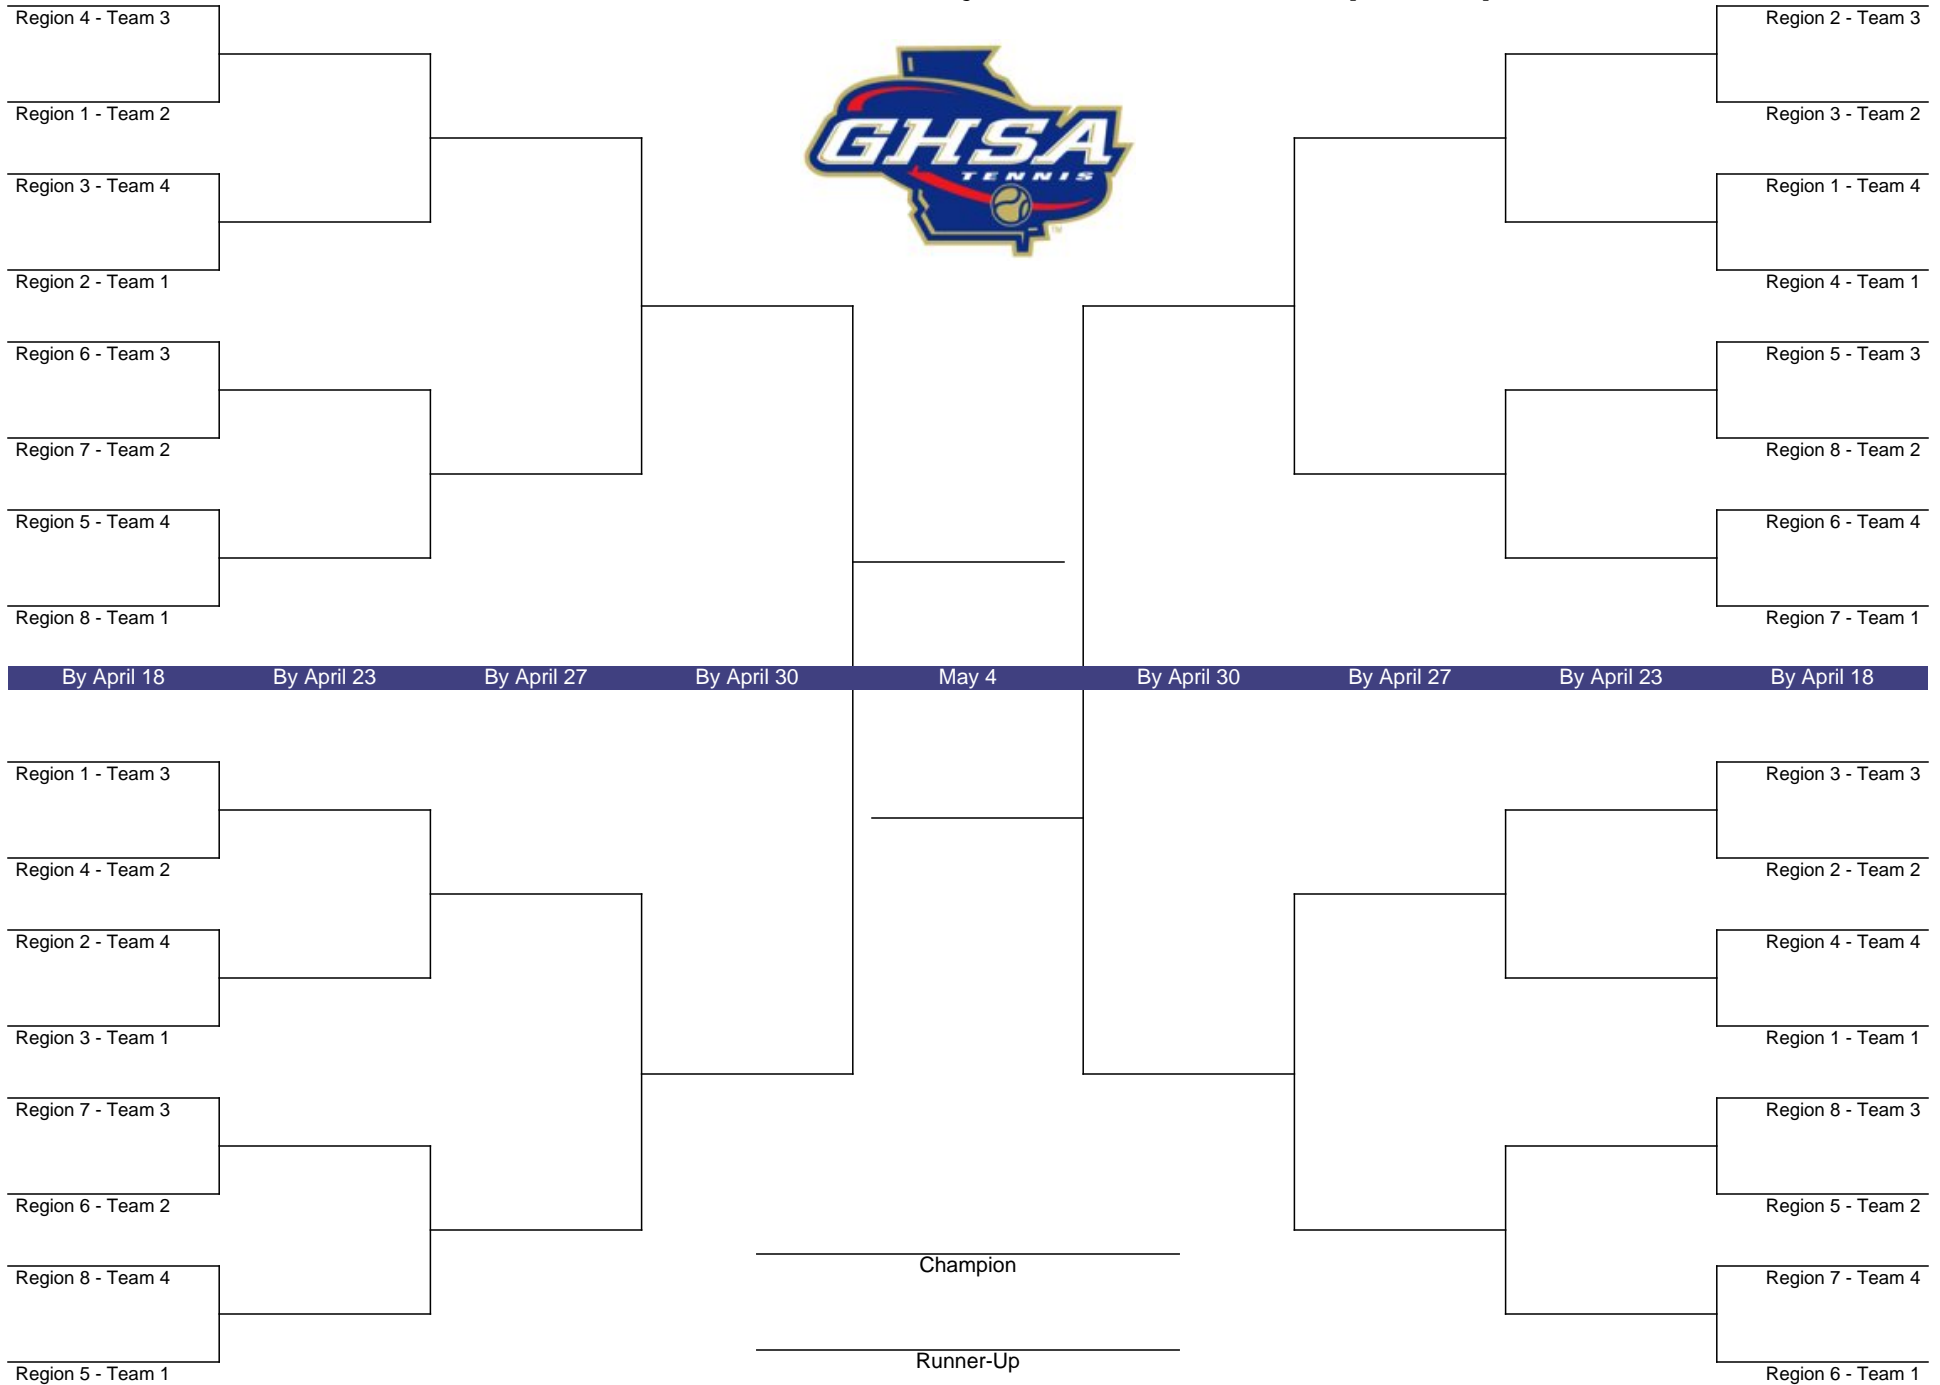 Region 4 - Team 3
Region 1 - Team 2
Region 3 - Team 4
Region 2 - Team 1
Region 6 - Team 3
Region 7 - Team 2
Region 5 - Team 4
Region 8 - Team 1
GHSA
TENNIS
TM
Region 2 - Team 3
Region 3 - Team 2
Region 1 - Team 4
Region 4 - Team 1
Region 5 - Team 3
Region 8 - Team 2
Region 6 - Team 4
Region 7 - Team 1
By April 18 By April 23 By April 27 By April 30 May 4 By April 30 By April 27 By April 23 By April 18
Region 1 - Team 3
Region 4 - Team 2
Region 2 - Team 4
Region 3 - Team 1
Region 7 - Team 3
Region 6 - Team 2
Region 8 - Team 4
Region 5 - Team 1
Champion
Runner-Up
Region 3 - Team 3
Region 2 - Team 2
Region 4 - Team 4
Region 1 - Team 1
Region 8 - Team 3
Region 5 - Team 2
Region 7 - Team 4
Region 6 - Team 1